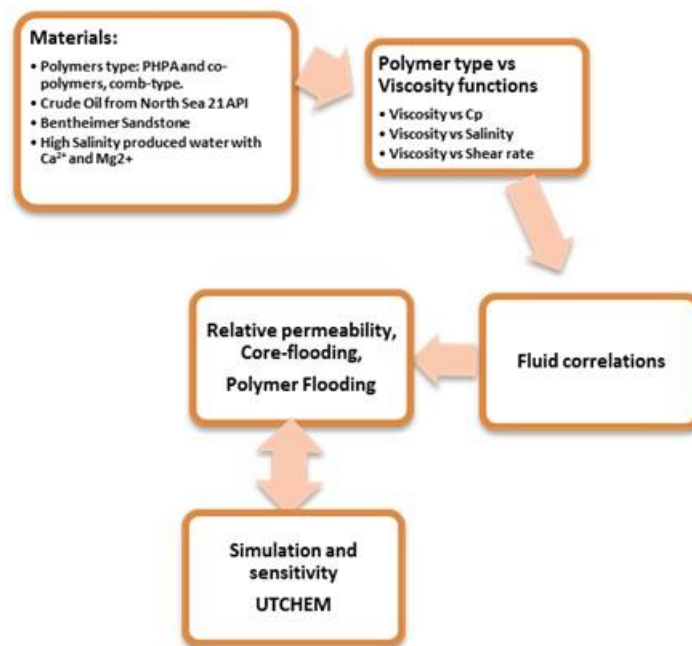 Materials:
• Polymers type: PHPA and co-
polymers, comb-type.
• Crude Oil from North Sea 21 API
• Bentheimer Sandstone
• High Salinity produced water with
Ca²⁺ and Mg2+
Polymer type vs
Viscosity functions
• Viscosity vs Cp
• Viscosity vs Salinity
• Viscosity vs Shear rate
Fluid correlations
Relative permeability,
Core-flooding,
Polymer Flooding
Simulation and
sensitivity
UTCHEM